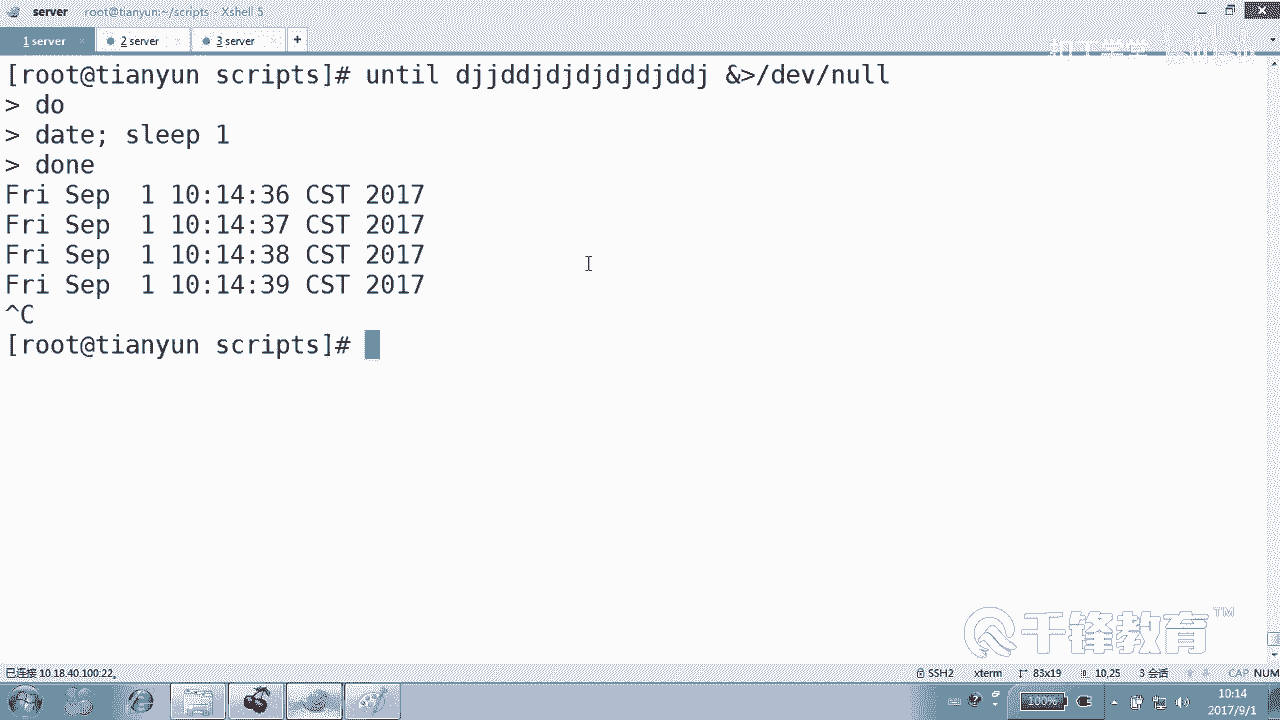 server root@tianyun:~/scripts - Xshell 5
1 server × 2 server × 3 server × +
[root@tianyun scripts]# until djjddjdjdjdjdjddj &>/dev/null
> do
> date; sleep 1
> done
Fri Sep  1 10:14:36 CST 2017
Fri Sep  1 10:14:37 CST 2017
Fri Sep  1 10:14:38 CST 2017
Fri Sep  1 10:14:39 CST 2017
^C
[root@tianyun scripts]#
千锋教育™
已连接 10.18.40.100:22。 SSH2 xterm 83x19 10,25 3 会话 CAP NUM
100% 10:14
2017/9/1